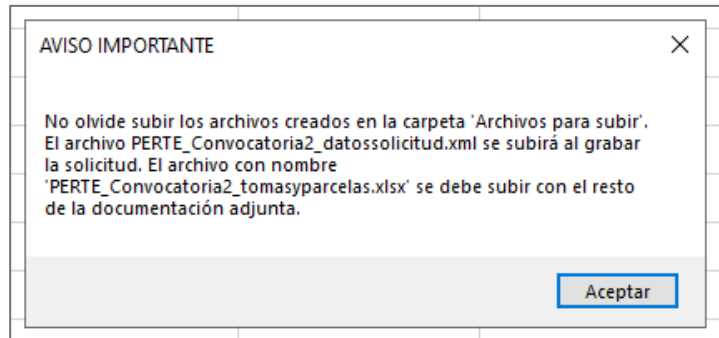 AVISO IMPORTANTE
No olvide subir los archivos creados en la carpeta 'Archivos para subir'.
El archivo PERTE_Convocatoria2_datossolicitud.xml se subirá al grabar
la solicitud. El archivo con nombre
'PERTE_Convocatoria2_tomasyparcelas.xlsx' se debe subir con el resto
de la documentación adjunta.
Aceptar